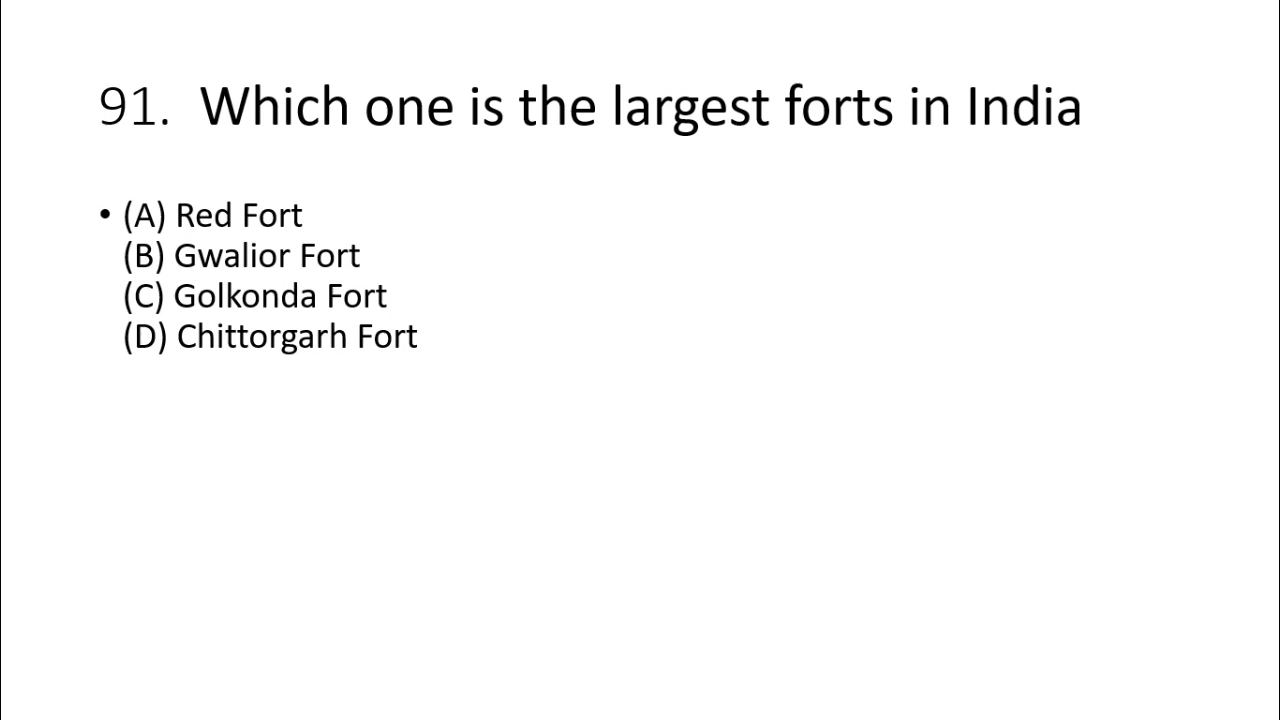 91. Which one is the largest forts in India
• (A) Red Fort
(B) Gwalior Fort
(C) Golkonda Fort
(D) Chittorgarh Fort